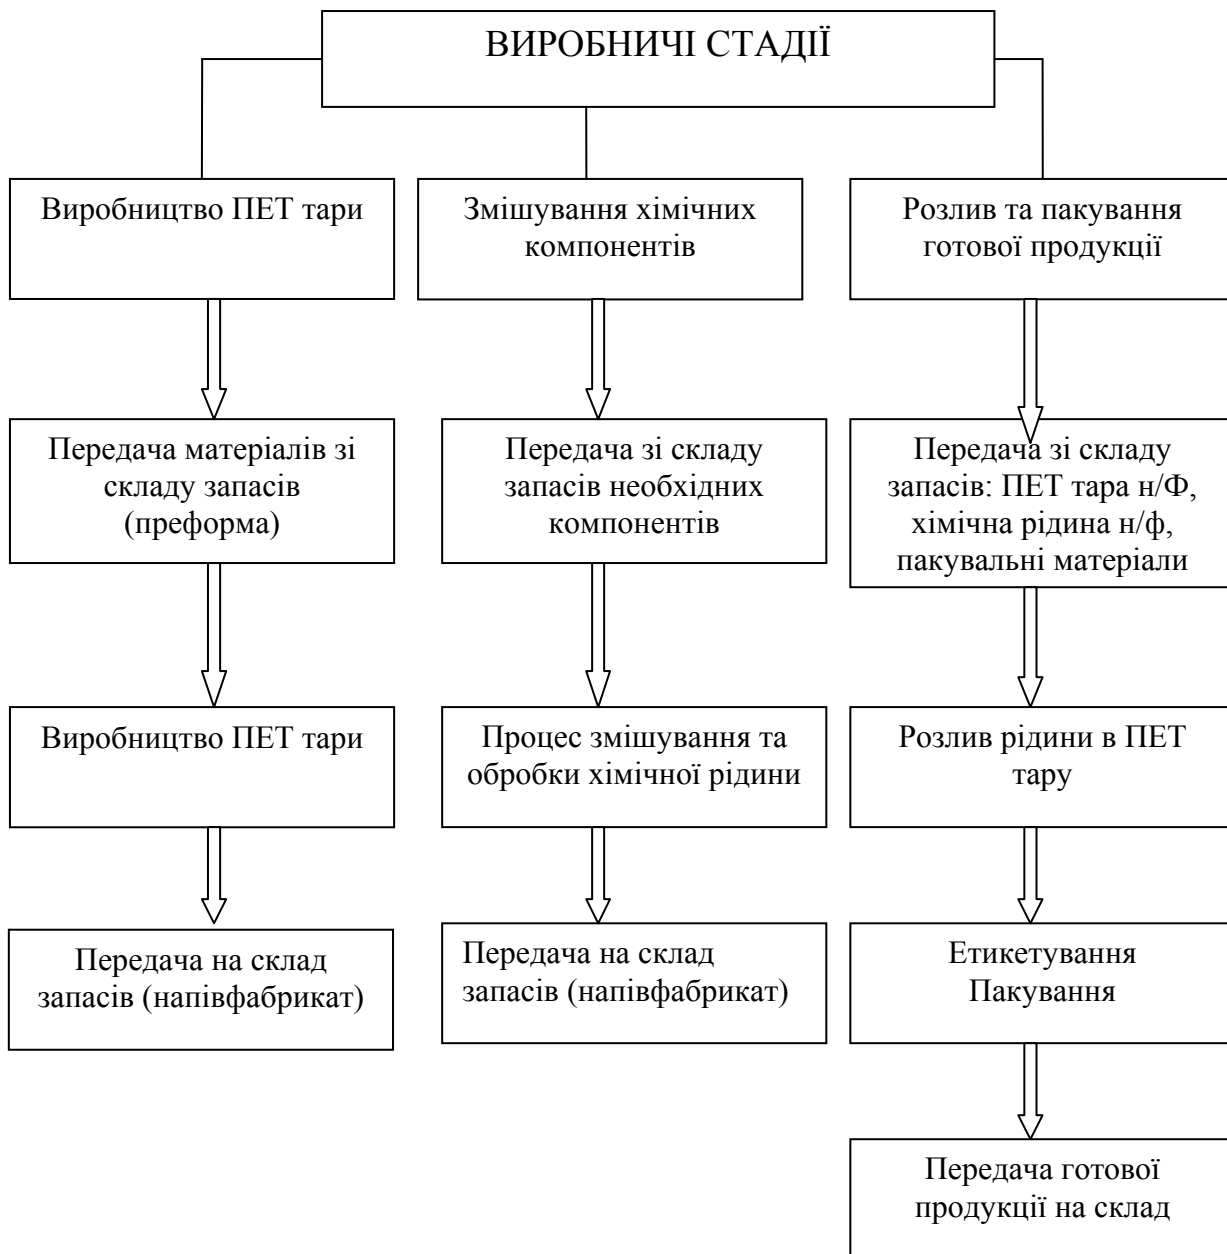 ВИРОБНИЧІ СТАДІЇ
Виробництво ПЕТ тари
Змішування хімічних
компонентів
Розлив та пакування
готової продукції
Передача матеріалів зі
складу запасів
(преформа)
Передача зі складу
запасів необхідних
компонентів
Передача зі складу
запасів: ПЕТ тара н/Ф,
хімічна рідина н/ф,
пакувальні матеріали
Виробництво ПЕТ тари
Процес змішування та
обробки хімічної рідини
Розлив рідини в ПЕТ
тару
Передача на склад
запасів (напівфабрикат)
Передача на склад
запасів (напівфабрикат)
Етикетування
Пакування
Передача готової
продукції на склад